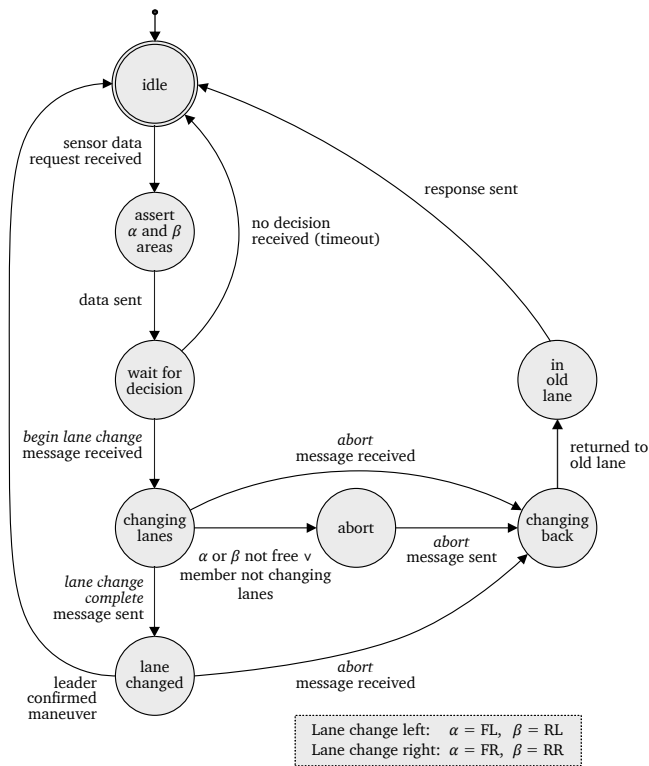 idle
sensor data
request received
assert
α and β
areas
no decision
received (timeout)
response sent
data sent
wait for
decision
in
old
lane
begin lane change
message received
abort
message received
returned to
old lane
changing
lanes
abort
changing
back
α or β not free ∨
member not changing
lanes
abort
message sent
lane change
complete
message sent
lane
changed
leader
confirmed
maneuver
abort
message received
Lane change left: α = FL, β = RL
Lane change right: α = FR, β = RR